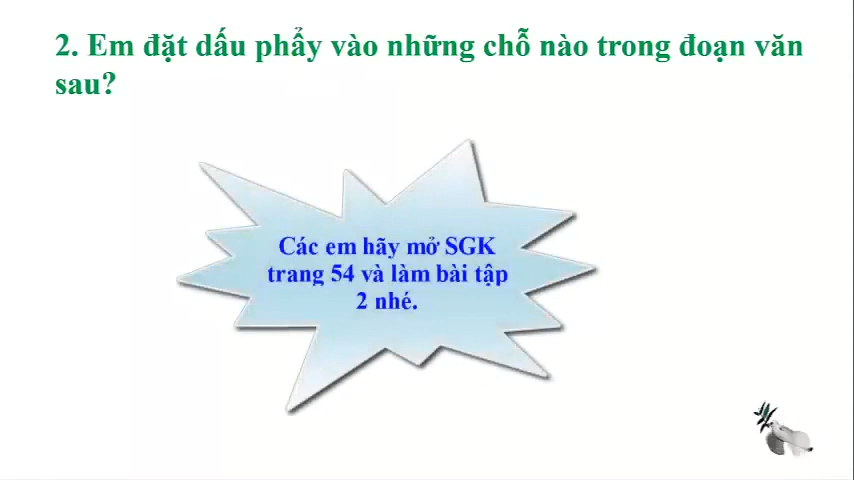 2. Em đặt dấu phẩy vào những chỗ nào trong đoạn văn
sau?
Các em hãy mở SGK
trang 54 và làm bài tập
2 nhé.